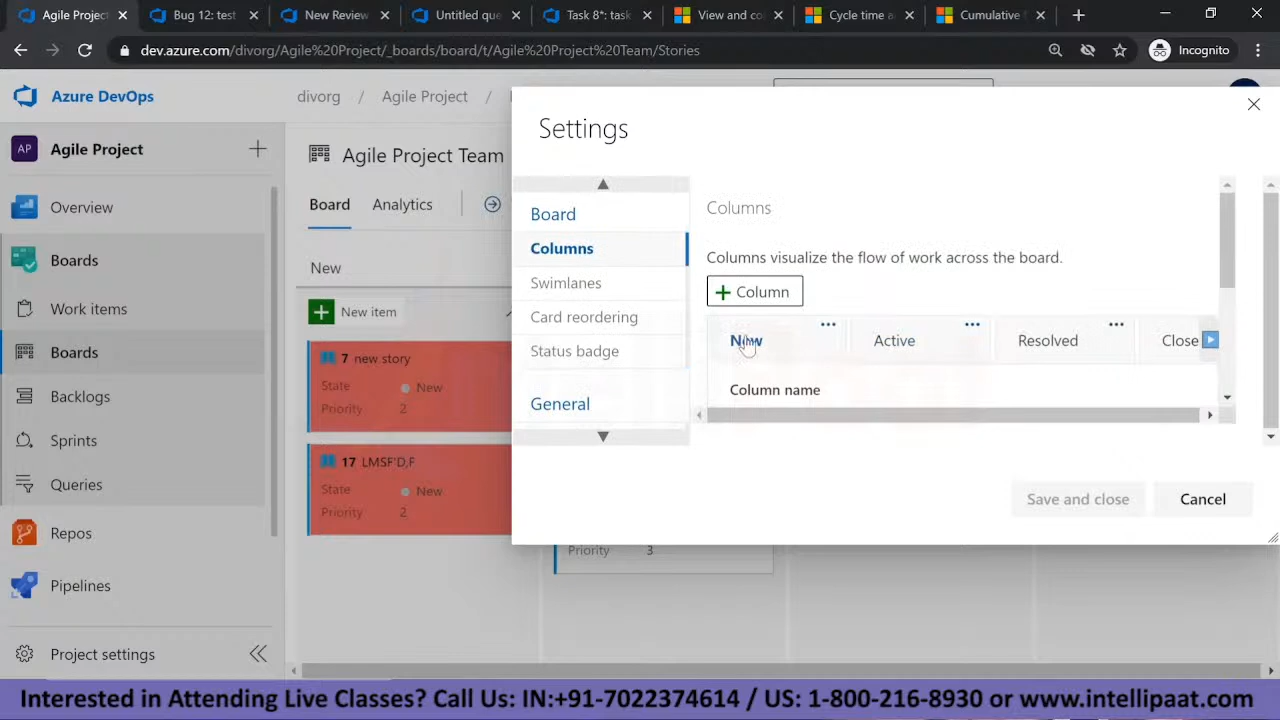 Agile Projec
Bug 12: test
New Review
Untitled que
Task 8*: task
View and co
Cycle time a
Cumulative
dev.azure.com/divorg/Agile%20Project/_boards/board/t/Agile%20Project%20Team/Stories
Incognito
Azure DevOps
divorg / Agile Project /
AP Agile Project
Overview
Boards
Work items
Boards
Backlogs
Sprints
Queries
Repos
Pipelines
Project settings
Agile Project Team
Board Analytics
New
New item
7 new story
State New
Priority 2
17 LMSF'D,F
State New
Priority 2
Priority 3
Settings
Board
Columns
Swimlanes
Card reordering
Status badge
General
Columns
Columns visualize the flow of work across the board.
+ Column
New Active Resolved Close
Column name
Save and close Cancel
Interested in Attending Live Classes? Call Us: IN:+91-7022374614 / US: 1-800-216-8930 or www.intellipaat.com